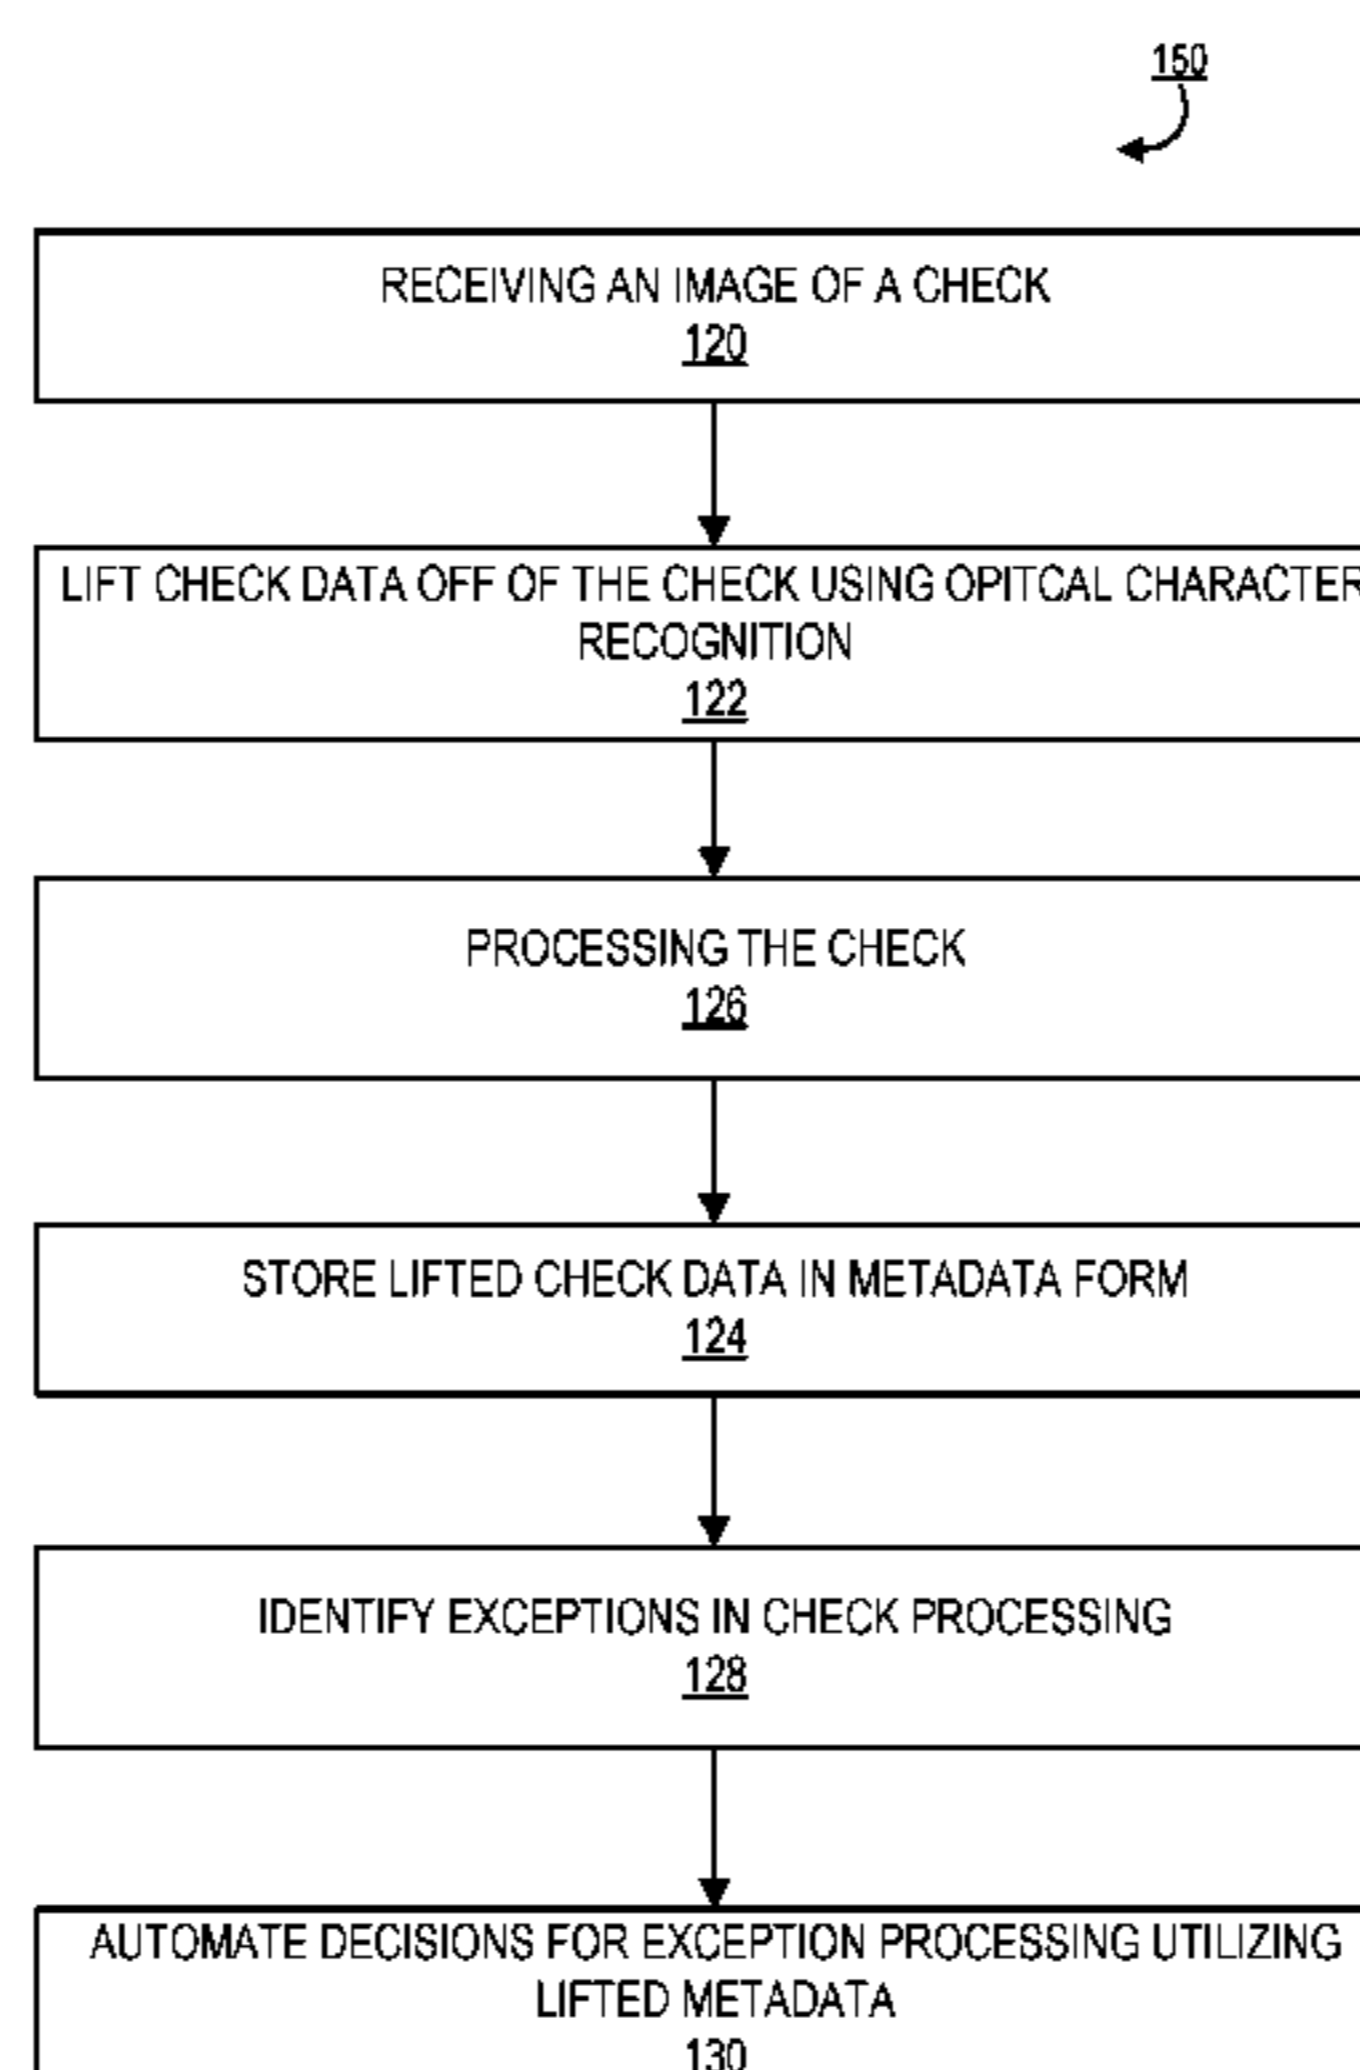 150
RECEIVING AN IMAGE OF A CHECK
120
LIFT CHECK DATA OFF OF THE CHECK USING OPITCAL CHARACTER
RECOGNITION
122
PROCESSING THE CHECK
126
STORE LIFTED CHECK DATA IN METADATA FORM
124
IDENTIFY EXCEPTIONS IN CHECK PROCESSING
128
AUTOMATE DECISIONS FOR EXCEPTION PROCESSING UTILIZING
LIFTED METADATA
130